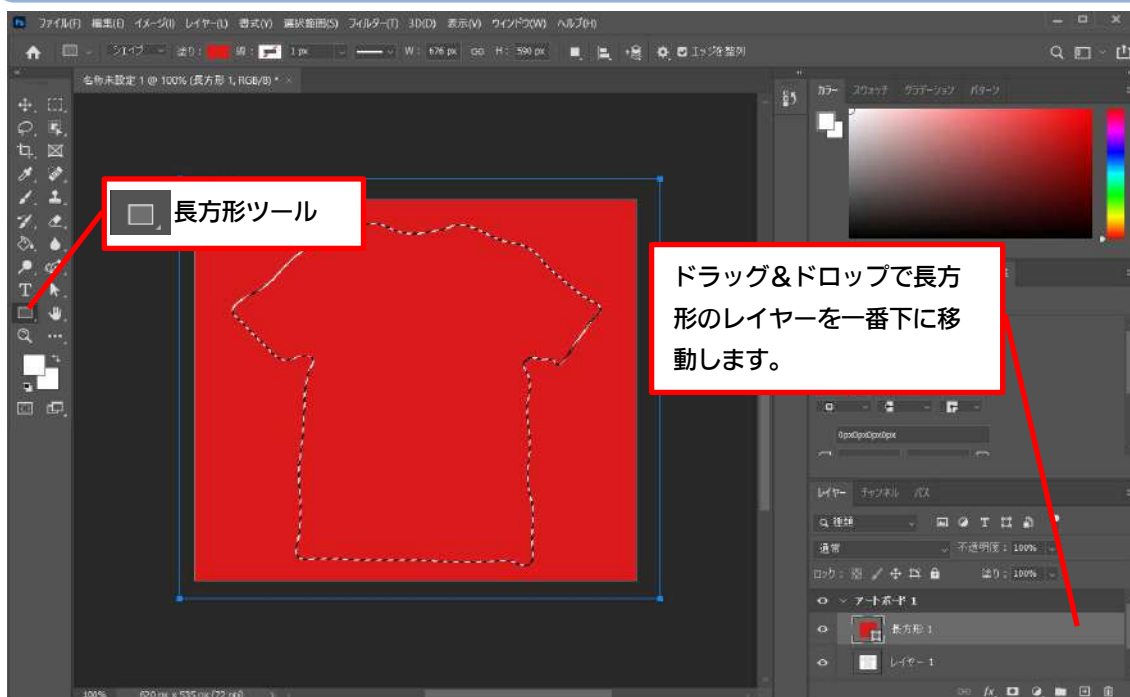 ファイル(F) 編集(E) イメージ(I) レイヤー(L) 書式(Y) 選択範囲(S) フィルター(T) 3D(D) 表示(V) ウィンドウ(W) ヘルプ(H)
シェイプ 塗り: 線: 1 px W: 676 px GO H: 590 px エッジを整列
名称未設定 1 @ 100% (長方形 1, RGB/8) *
カラー スウォッチ グラデーション パターン
長方形ツール
ドラッグ&ドロップで長方
形のレイヤーを一番下に移
動します。
0px0px0px0px
レイヤー チャンネル パス
種類
通常 不透明度: 100%
ロック: 塗り: 100%
アートボード 1
長方形 1
レイヤー 1
100% 620 px x 535 px (72 ppi)